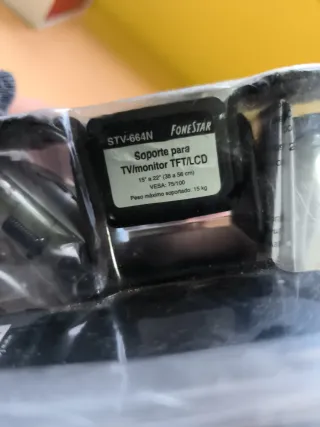 STV-664N FONESTAR
Soporte para
TV/monitor TFT/LCD
15" a 22" (38 a 56 cm)
VESA: 75/100
Peso máximo soportado: 15 kg